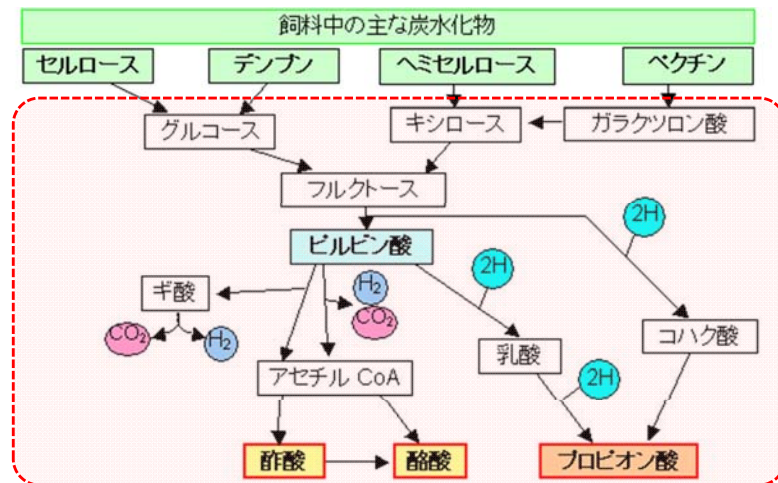 飼料中の主な炭水化物
セルロース
デンプン
ヘミセルロース
ペクチン
グルコース
キシロース
ガラクツロン酸
フルクトース
ピルビン酸
2H
2H
ギ酸
H₂
CO₂
CO₂
H₂
アセチル CoA
乳酸
2H
コハク酸
酢酸
酪酸
プロピオン酸